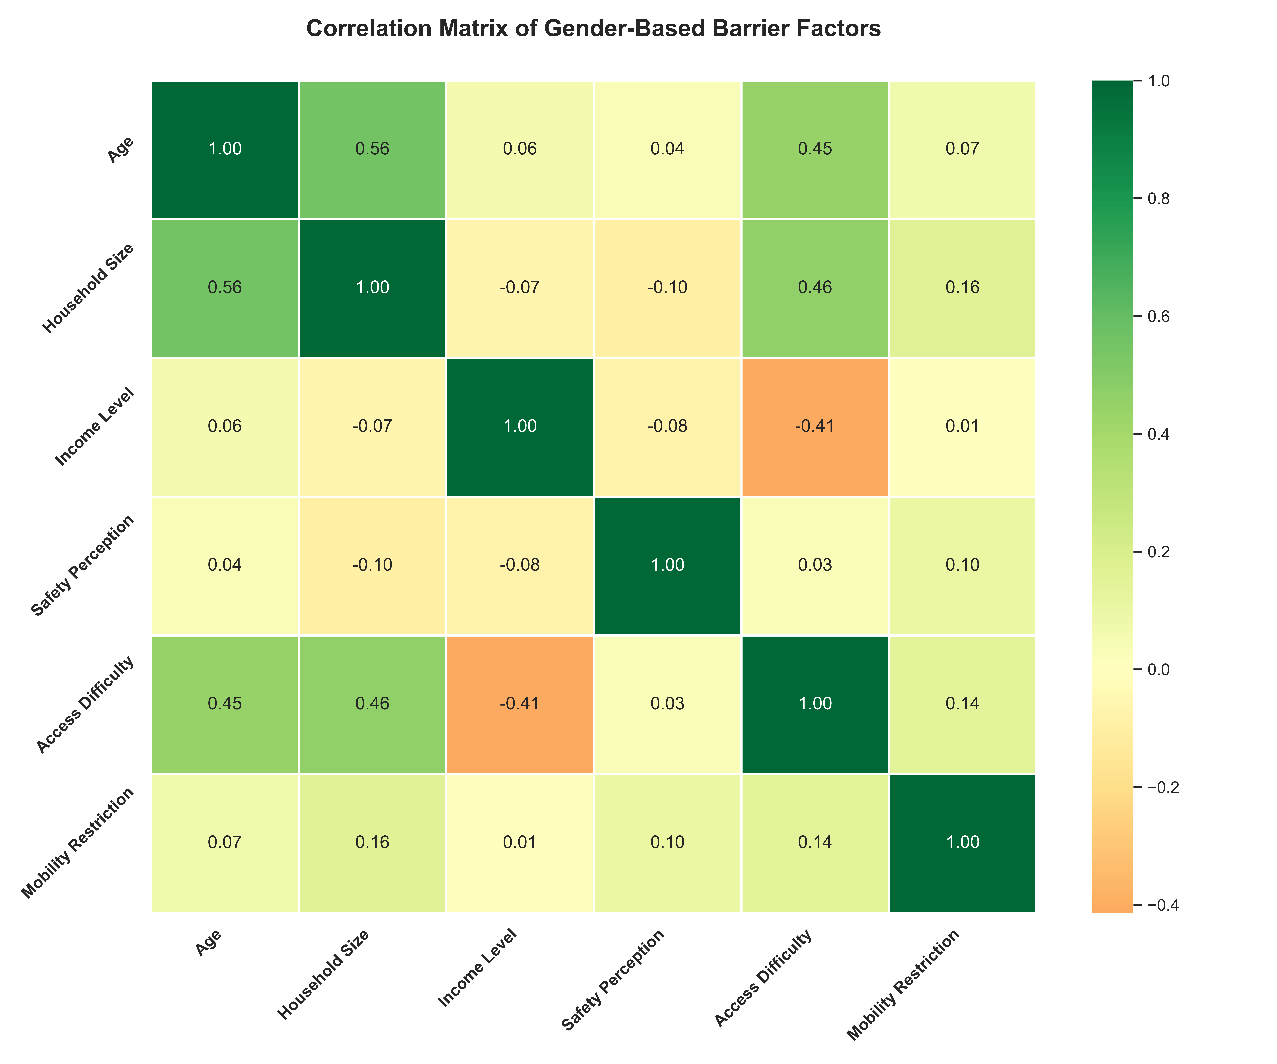 Correlation Matrix of Gender-Based Barrier Factors
Age 1.00 0.56 0.06 0.04 0.45 0.07
Household Size 0.56 1.00 -0.07 -0.10 0.46 0.16
Income Level 0.06 -0.07 1.00 -0.08 -0.41 0.01
Safety Perception 0.04 -0.10 -0.08 1.00 0.03 0.10
Access Difficulty 0.45 0.46 -0.41 0.03 1.00 0.14
Mobility Restriction 0.07 0.16 0.01 0.10 0.14 1.00
Age
Household Size
Income Level
Safety Perception
Access Difficulty
Mobility Restriction
1.0
0.8
0.6
0.4
0.2
0.0
−0.2
−0.4